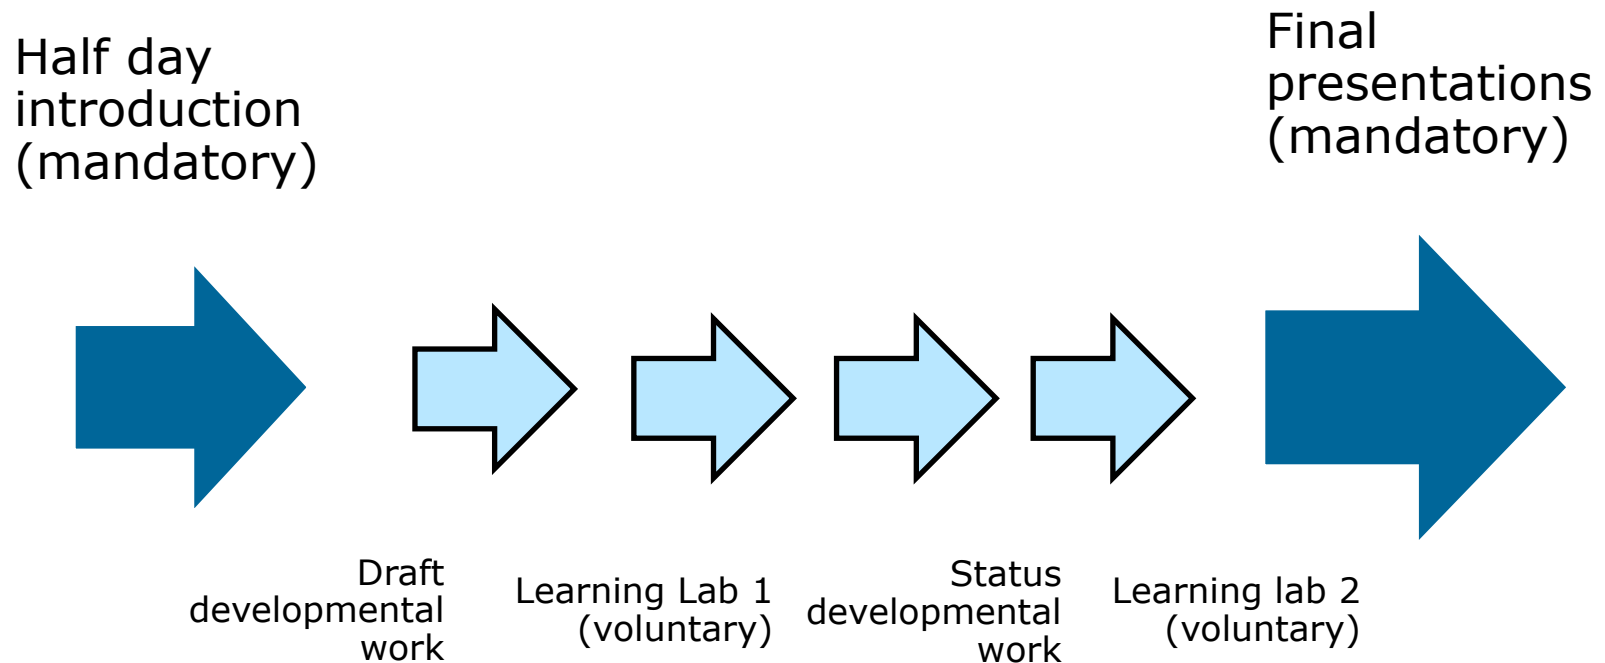 Half day
introduction
(mandatory)
Final
presentations
(mandatory)
Draft
developmental
work
Learning Lab 1
(voluntary)
Status
developmental
work
Learning lab 2
(voluntary)